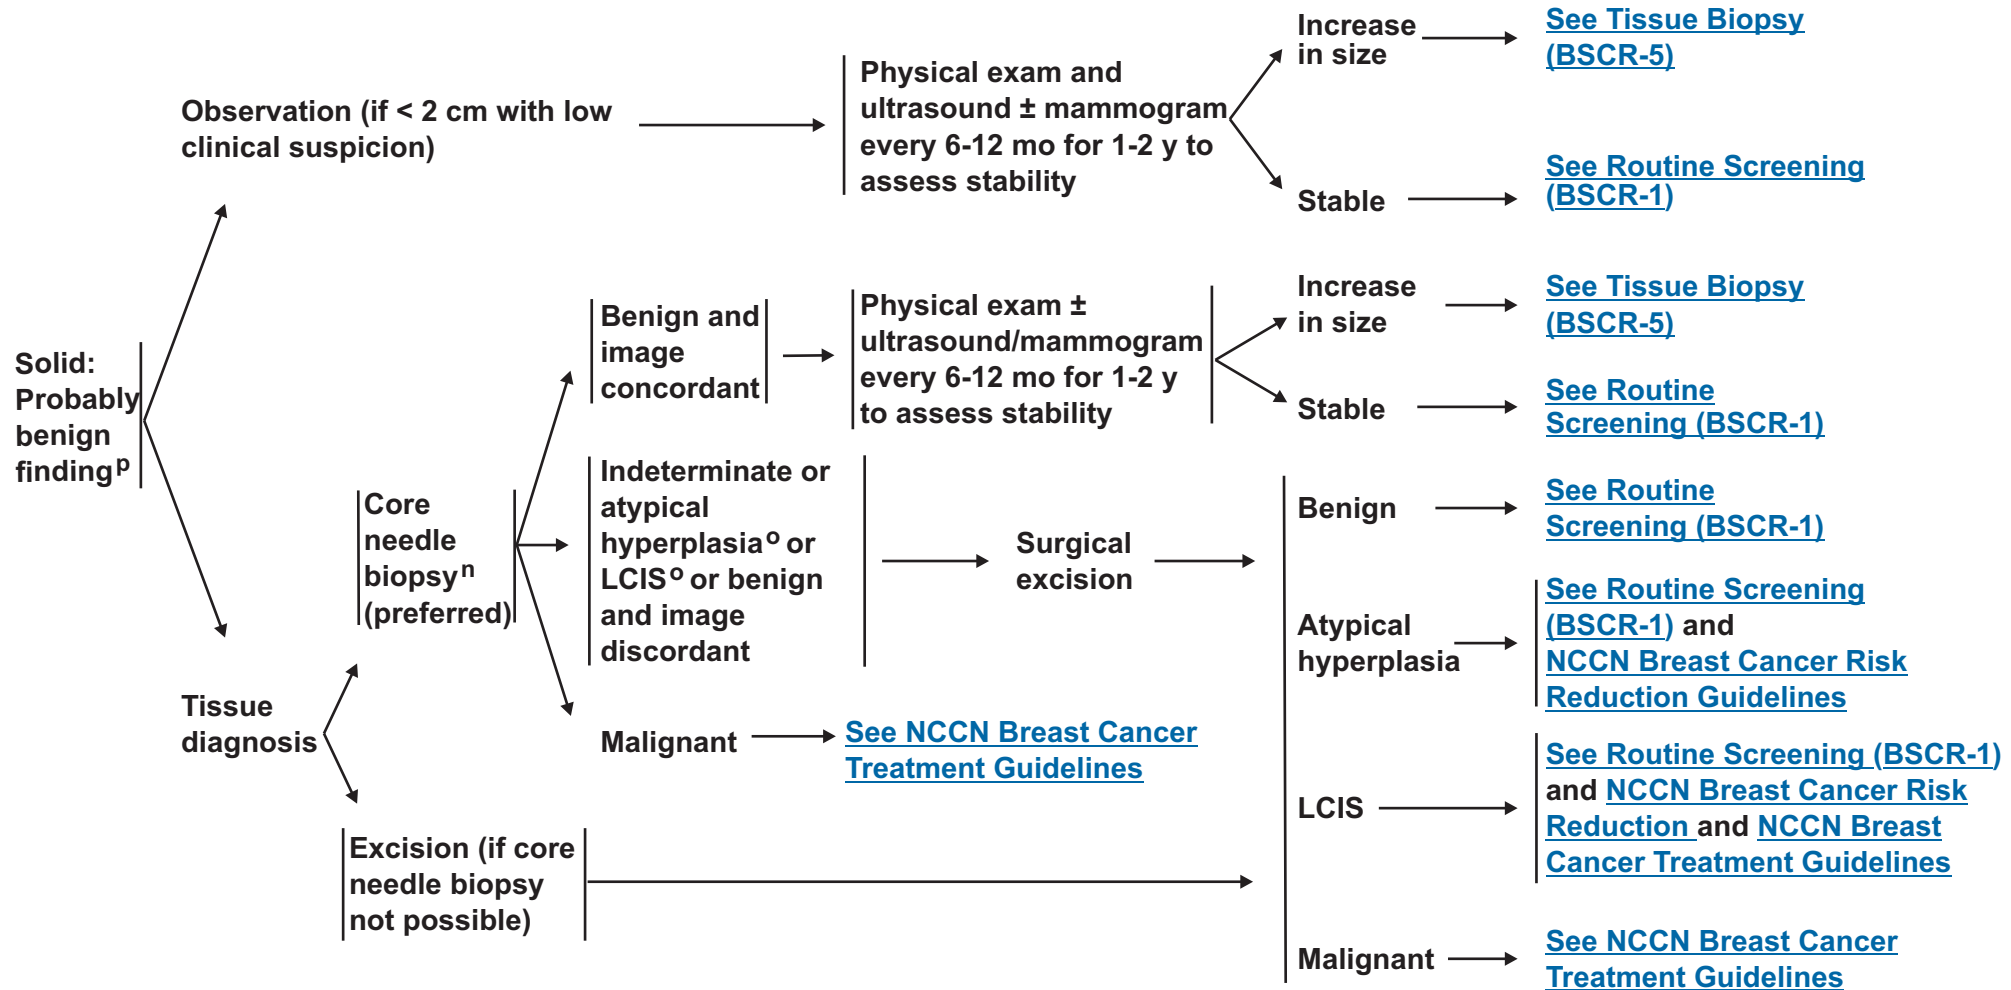 Solid:
Probably
benign
finding p
Observation (if < 2 cm with low
clinical suspicion)
Physical exam and
ultrasound ± mammogram
every 6-12 mo for 1-2 y to
assess stability
Increase
in size
See Tissue Biopsy
(BSCR-5)
Stable
See Routine Screening
(BSCR-1)
Tissue
diagnosis
Core
needle
biopsy n
(preferred)
Benign and
image
concordant
Physical exam ±
ultrasound/mammogram
every 6-12 mo for 1-2 y
to assess stability
Increase
in size
See Tissue Biopsy
(BSCR-5)
Stable
See Routine
Screening (BSCR-1)
Indeterminate or
atypical
hyperplasia o or
LCIS o or benign
and image
discordant
Surgical
excision
Malignant
See NCCN Breast Cancer
Treatment Guidelines
Excision (if core
needle biopsy
not possible)
Benign
See Routine
Screening (BSCR-1)
Atypical
hyperplasia
See Routine Screening
(BSCR-1) and
NCCN Breast Cancer Risk
Reduction Guidelines
LCIS
See Routine Screening (BSCR-1)
and NCCN Breast Cancer Risk
Reduction and NCCN Breast
Cancer Treatment Guidelines
Malignant
See NCCN Breast Cancer
Treatment Guidelines